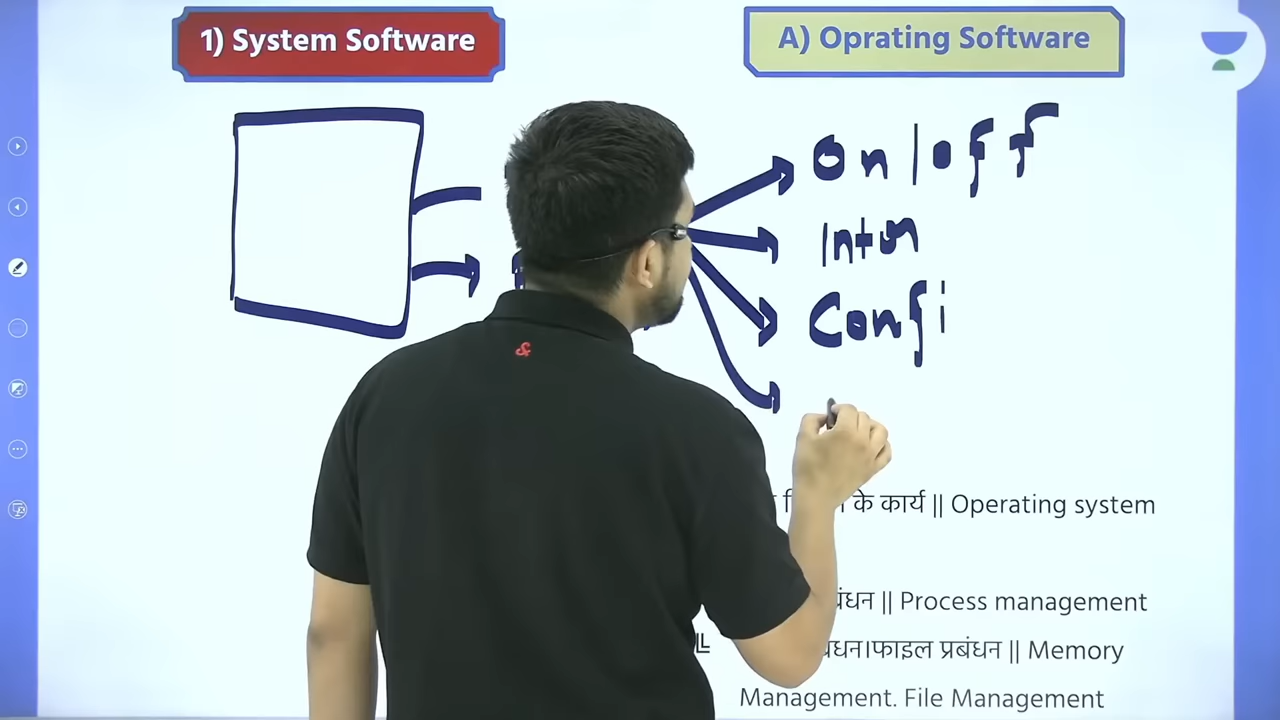 1) System Software
A) Oprating Software
On/off
Inton
Confi
के कार्य || Operating system
|| Process management
फाइल प्रबंधन || Memory
Management. File Management